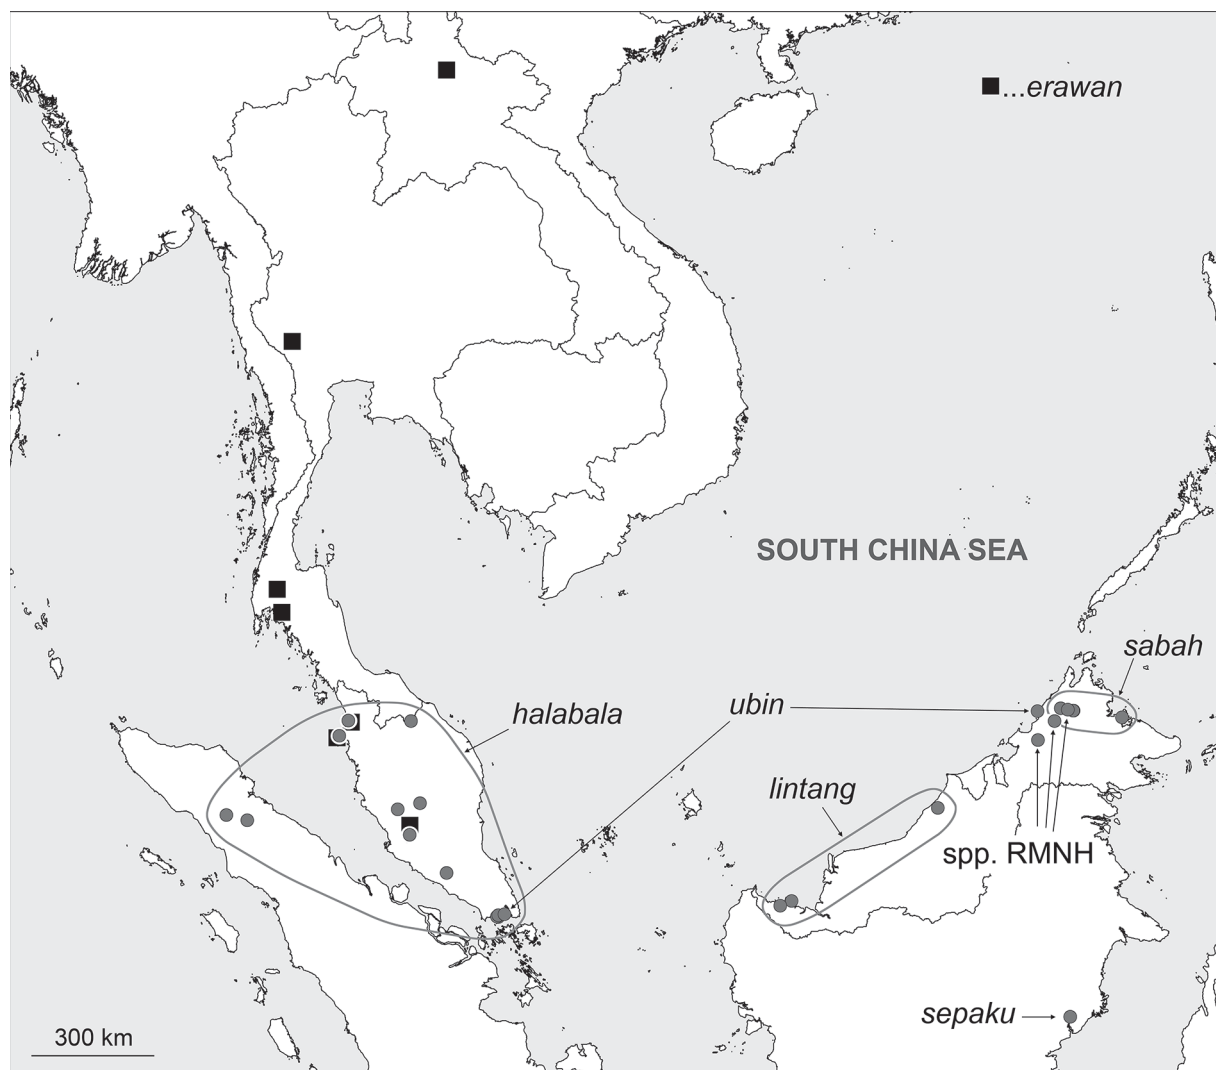 ...erawan
SOUTH CHINA SEA
sabah
ubin
halabala
lintang
spp. RMNH
sepaku
300 km